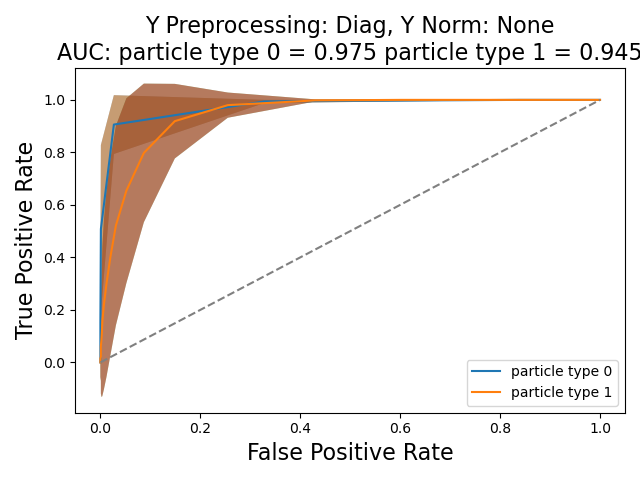 Y Preprocessing: Diag, Y Norm: None
AUC: particle type 0 = 0.975 particle type 1 = 0.945
True Positive Rate
1.0
0.8
0.6
0.4
0.2
0.0
particle type 0
particle type 1
0.0 0.2 0.4 0.6 0.8 1.0
False Positive Rate